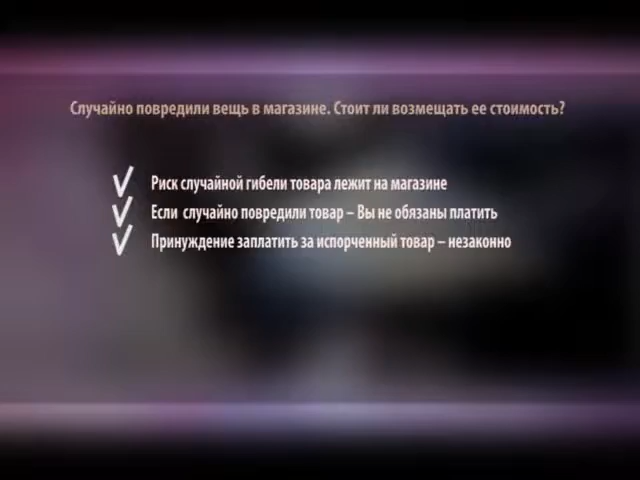 Случайно повредили вещь в магазине. Стоит ли возмещать ее стоимость?
Риск случайной гибели товара лежит на магазине
Если случайно повредили товар – Вы не обязаны платить
Принуждение заплатить за испорченный товар – незаконно